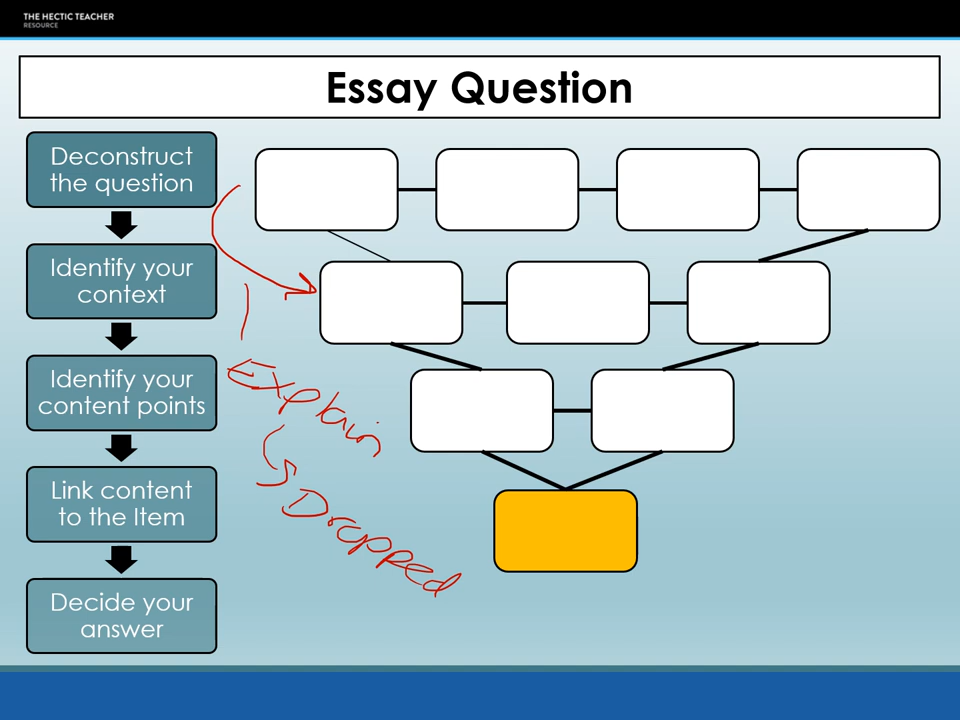 THE HECTIC TEACHER
RESOURCE
Essay Question
Deconstruct
the question
Identify your
context
Identify your
content points
Link content
to the Item
Decide your
answer
Explain
Dropped